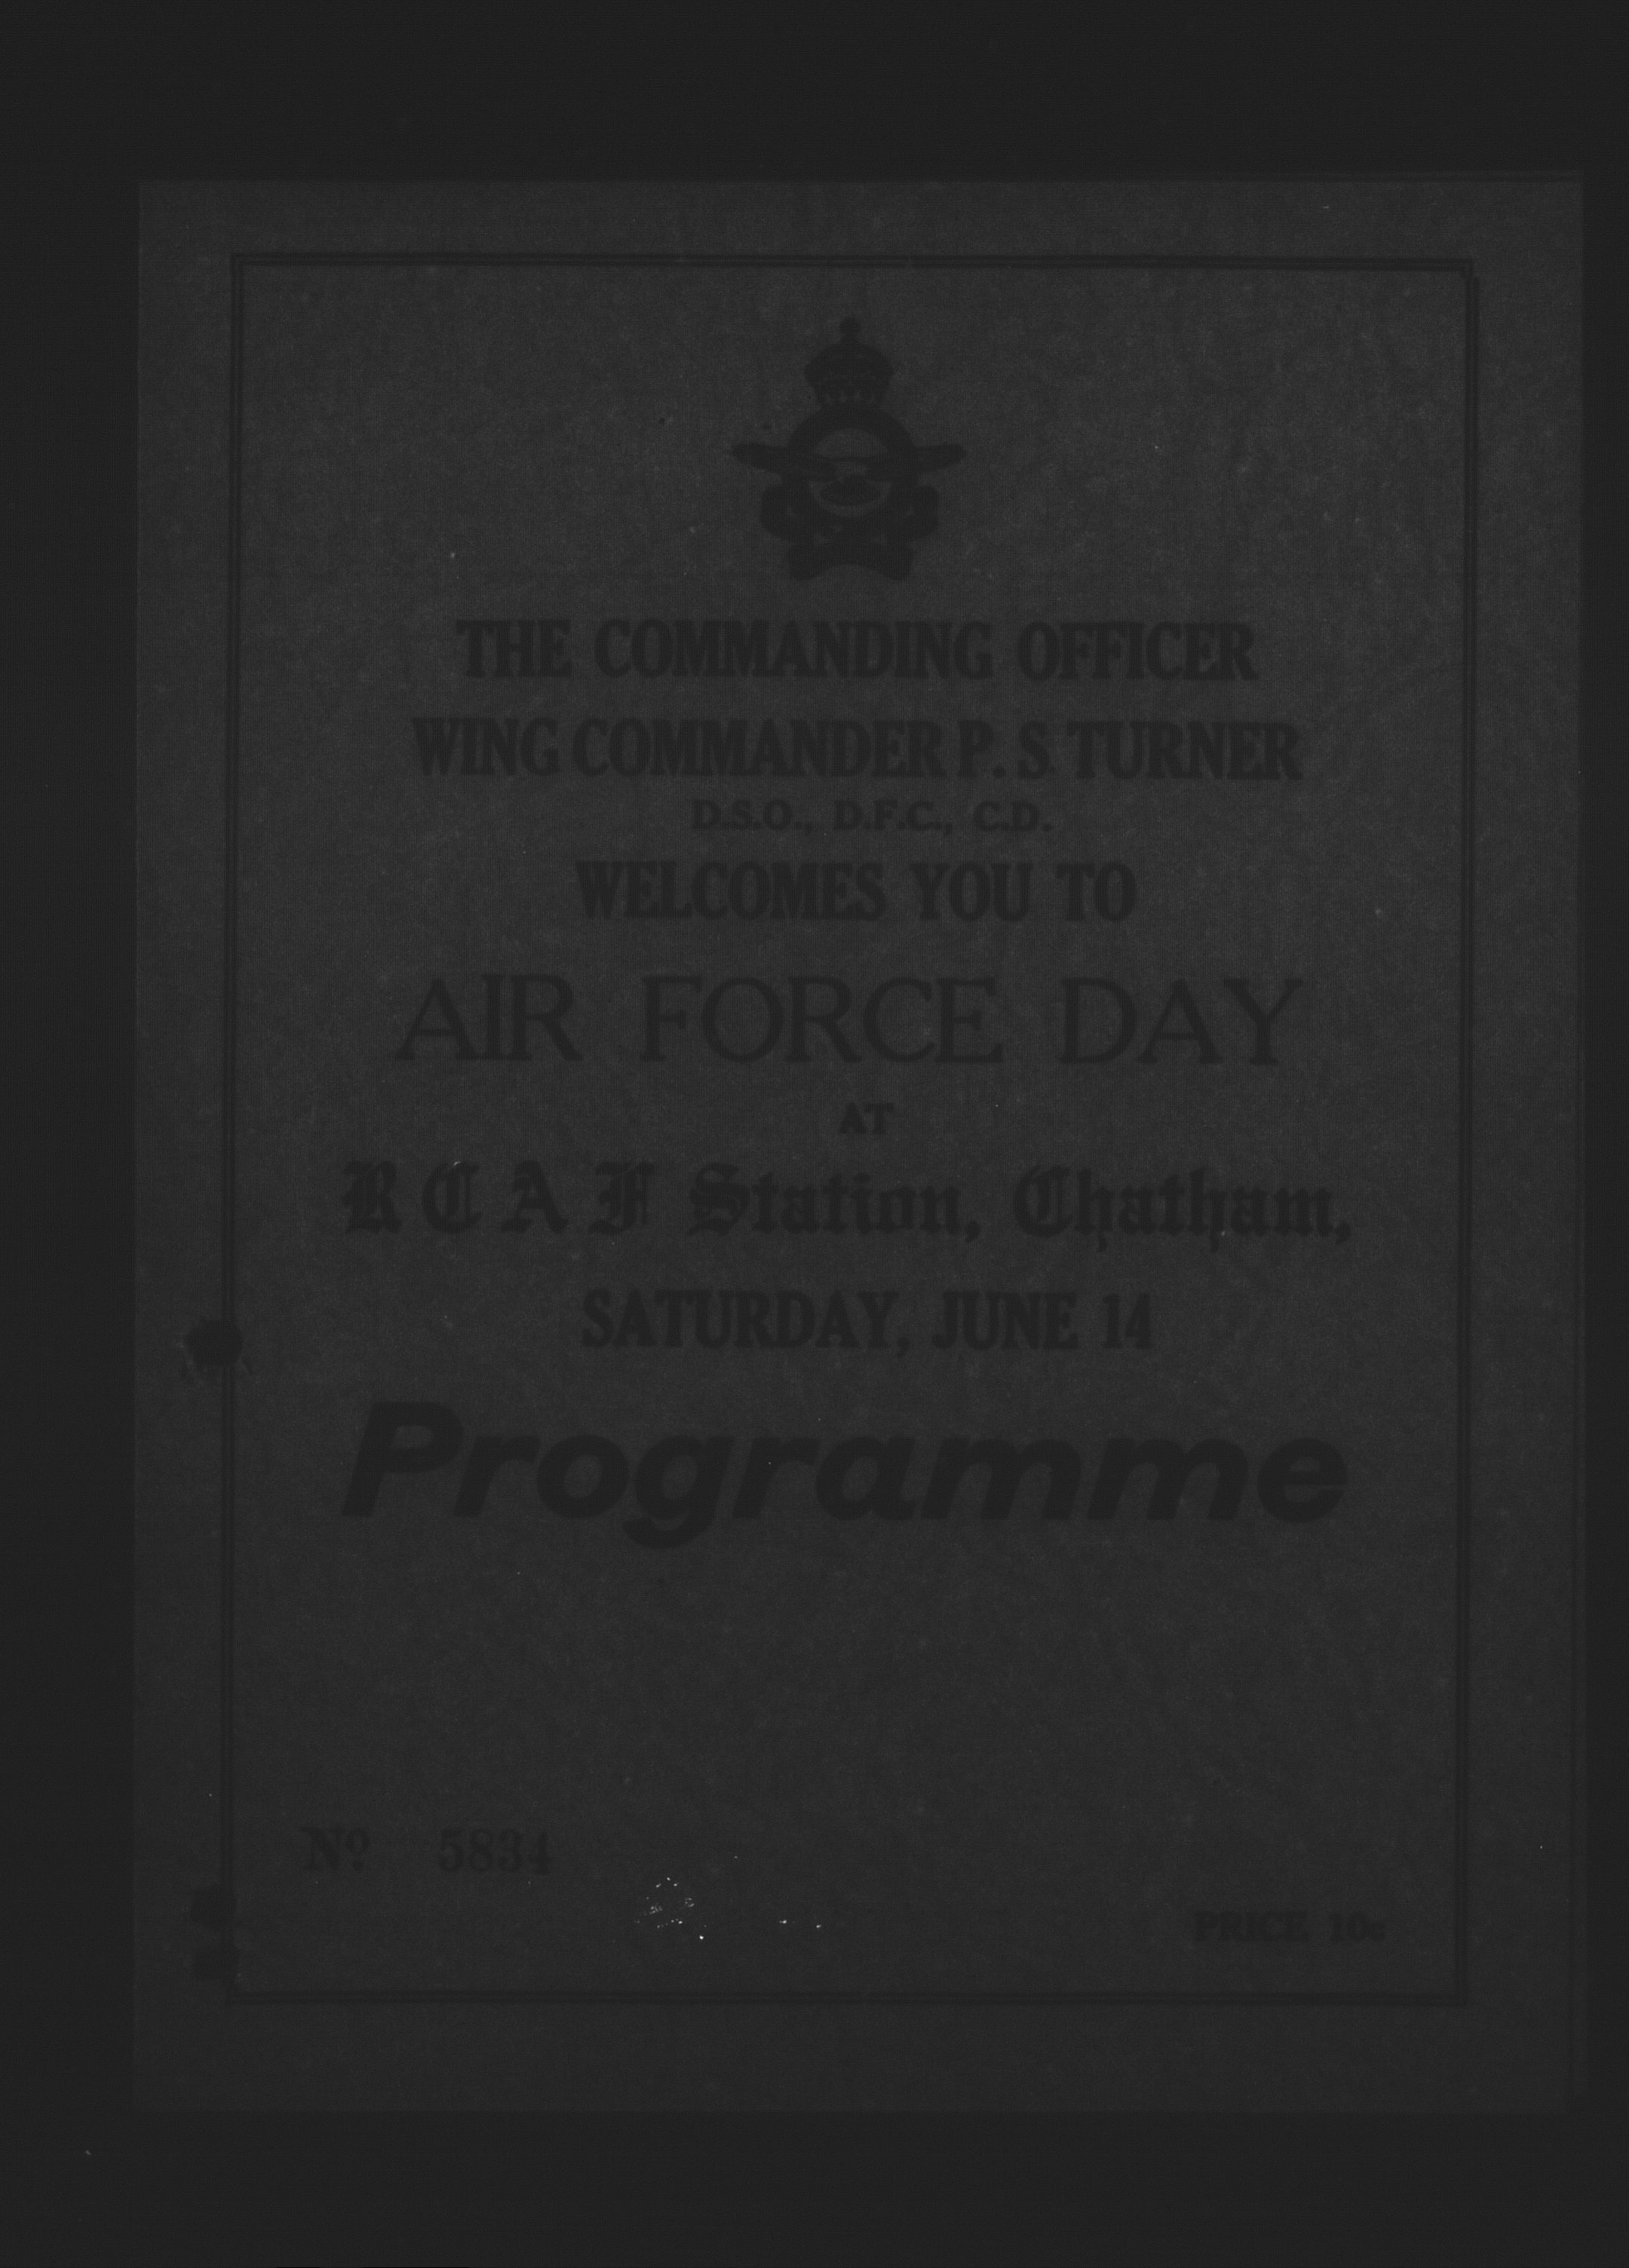 THE COMMANDING OFFICER
WING COMMANDER P. S. TURNER
D.S.O., D.F.C., C.D.
WELCOMES YOU TO
AIR FORCE DAY
AT
R C A F Station, Chatham,
SATURDAY, JUNE 14
Programme
No 5834
PRICE 10c